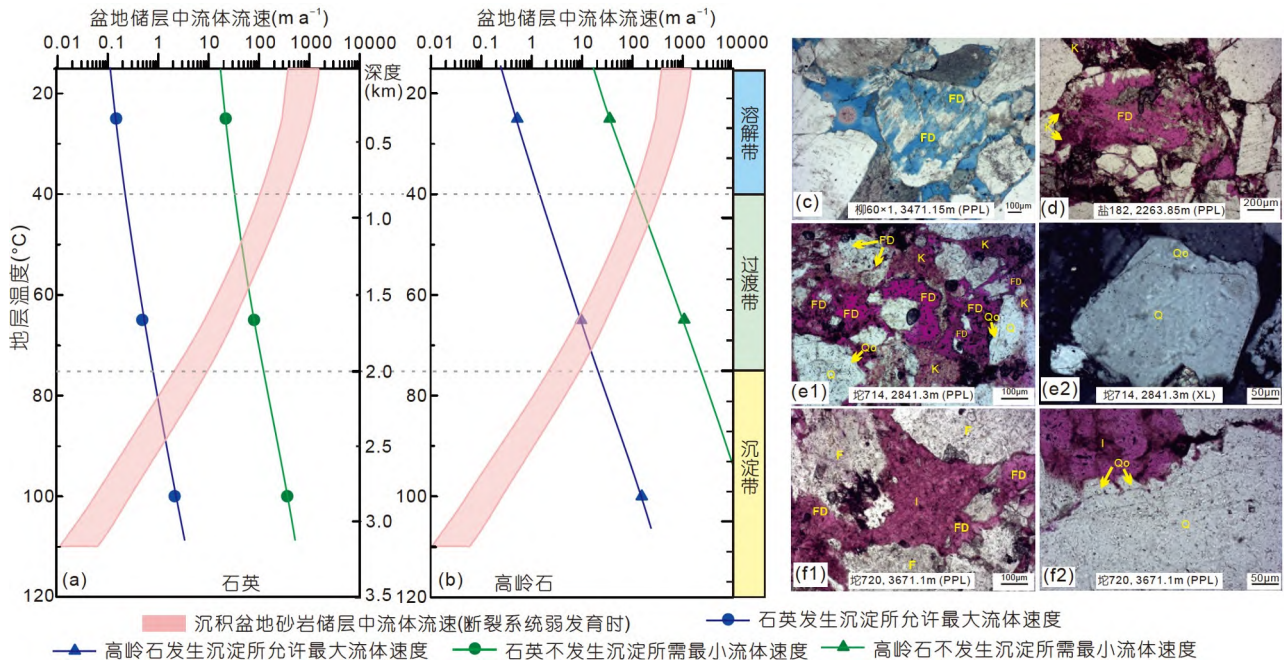 盆地储层中流体流速(m a⁻¹)
0.01 0.1 1 10 100 1000 10000
深度
(km)
地层温度(°C)
20
40
60
80
100
120
0.5
1.0
1.5
2.0
2.5
3.0
3.5
(a)
石英
盆地储层中流体流速(m a⁻¹)
0.01 0.1 1 10 100 1000 10000
(b)
高岭石
溶解带
过渡带
沉淀带
FD
FD
(c)
柳60×1, 3471.15m (PPL)
100μm
K
FD
K
(d)
盐182, 2263.85m (PPL)
200μm
FD
K
K
FD
FD
FD
FD
FD
K
Qo
Q
FD
Qo
Q
K
(e1)
坨714, 2841.3m (PPL)
100μm
Qo
Q
(e2)
坨714, 2841.3m (XL)
50μm
F
F
I
FD
FD
FD
F
(f1)
坨720, 3671.1m (PPL)
100μm
I
Qo
Q
(f2)
坨720, 3671.1m (PPL)
50μm
沉积盆地砂岩储层中流体流速(断裂系统弱发育时)
石英发生沉淀所允许最大流体速度
高岭石发生沉淀所允许最大流体速度
石英不发生沉淀所需最小流体速度
高岭石不发生沉淀所需最小流体速度